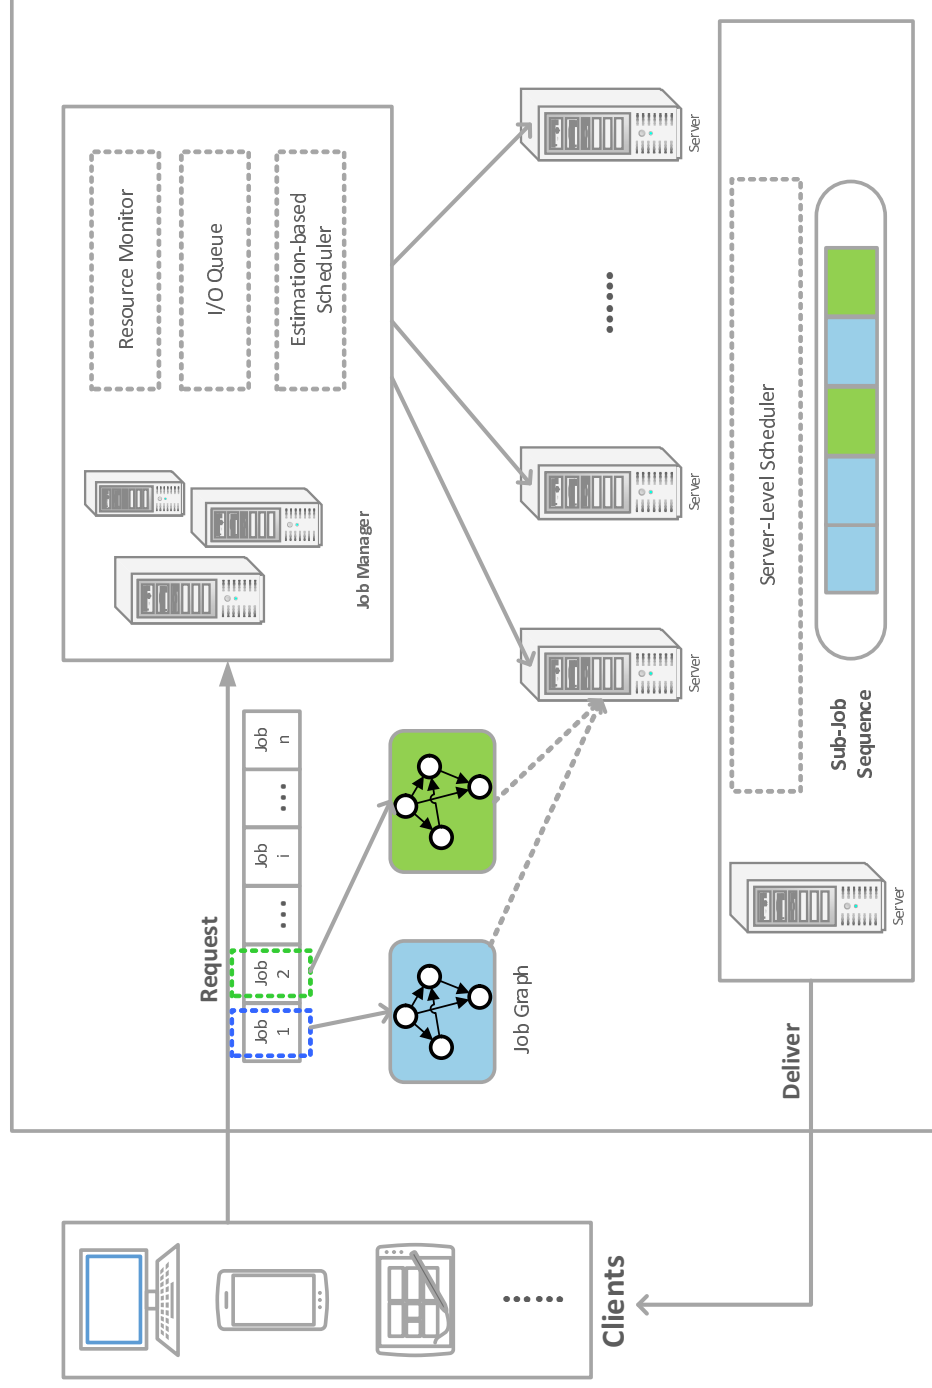 Clients
Request
Job
1
Job
2
...
Job
i
...
Job
n
Job Graph
Job Manager
Resource Monitor
I/O Queue
Estimation-based
Scheduler
Server
Server
......
Server
Server-Level Scheduler
Sub-Job
Sequence
Server
Deliver
......